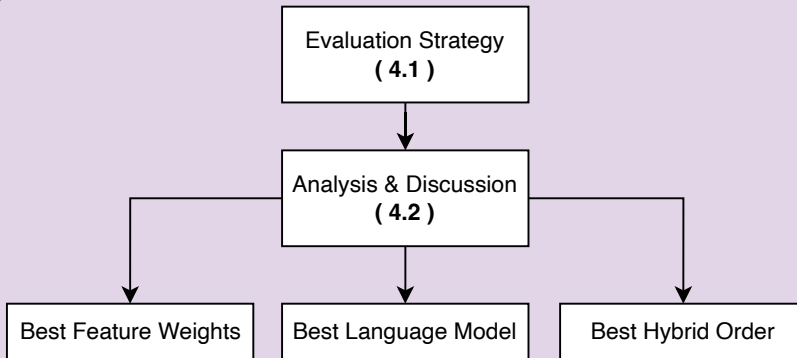 Evaluation Strategy
( 4.1 )
Analysis & Discussion
( 4.2 )
Best Feature Weights
Best Language Model
Best Hybrid Order